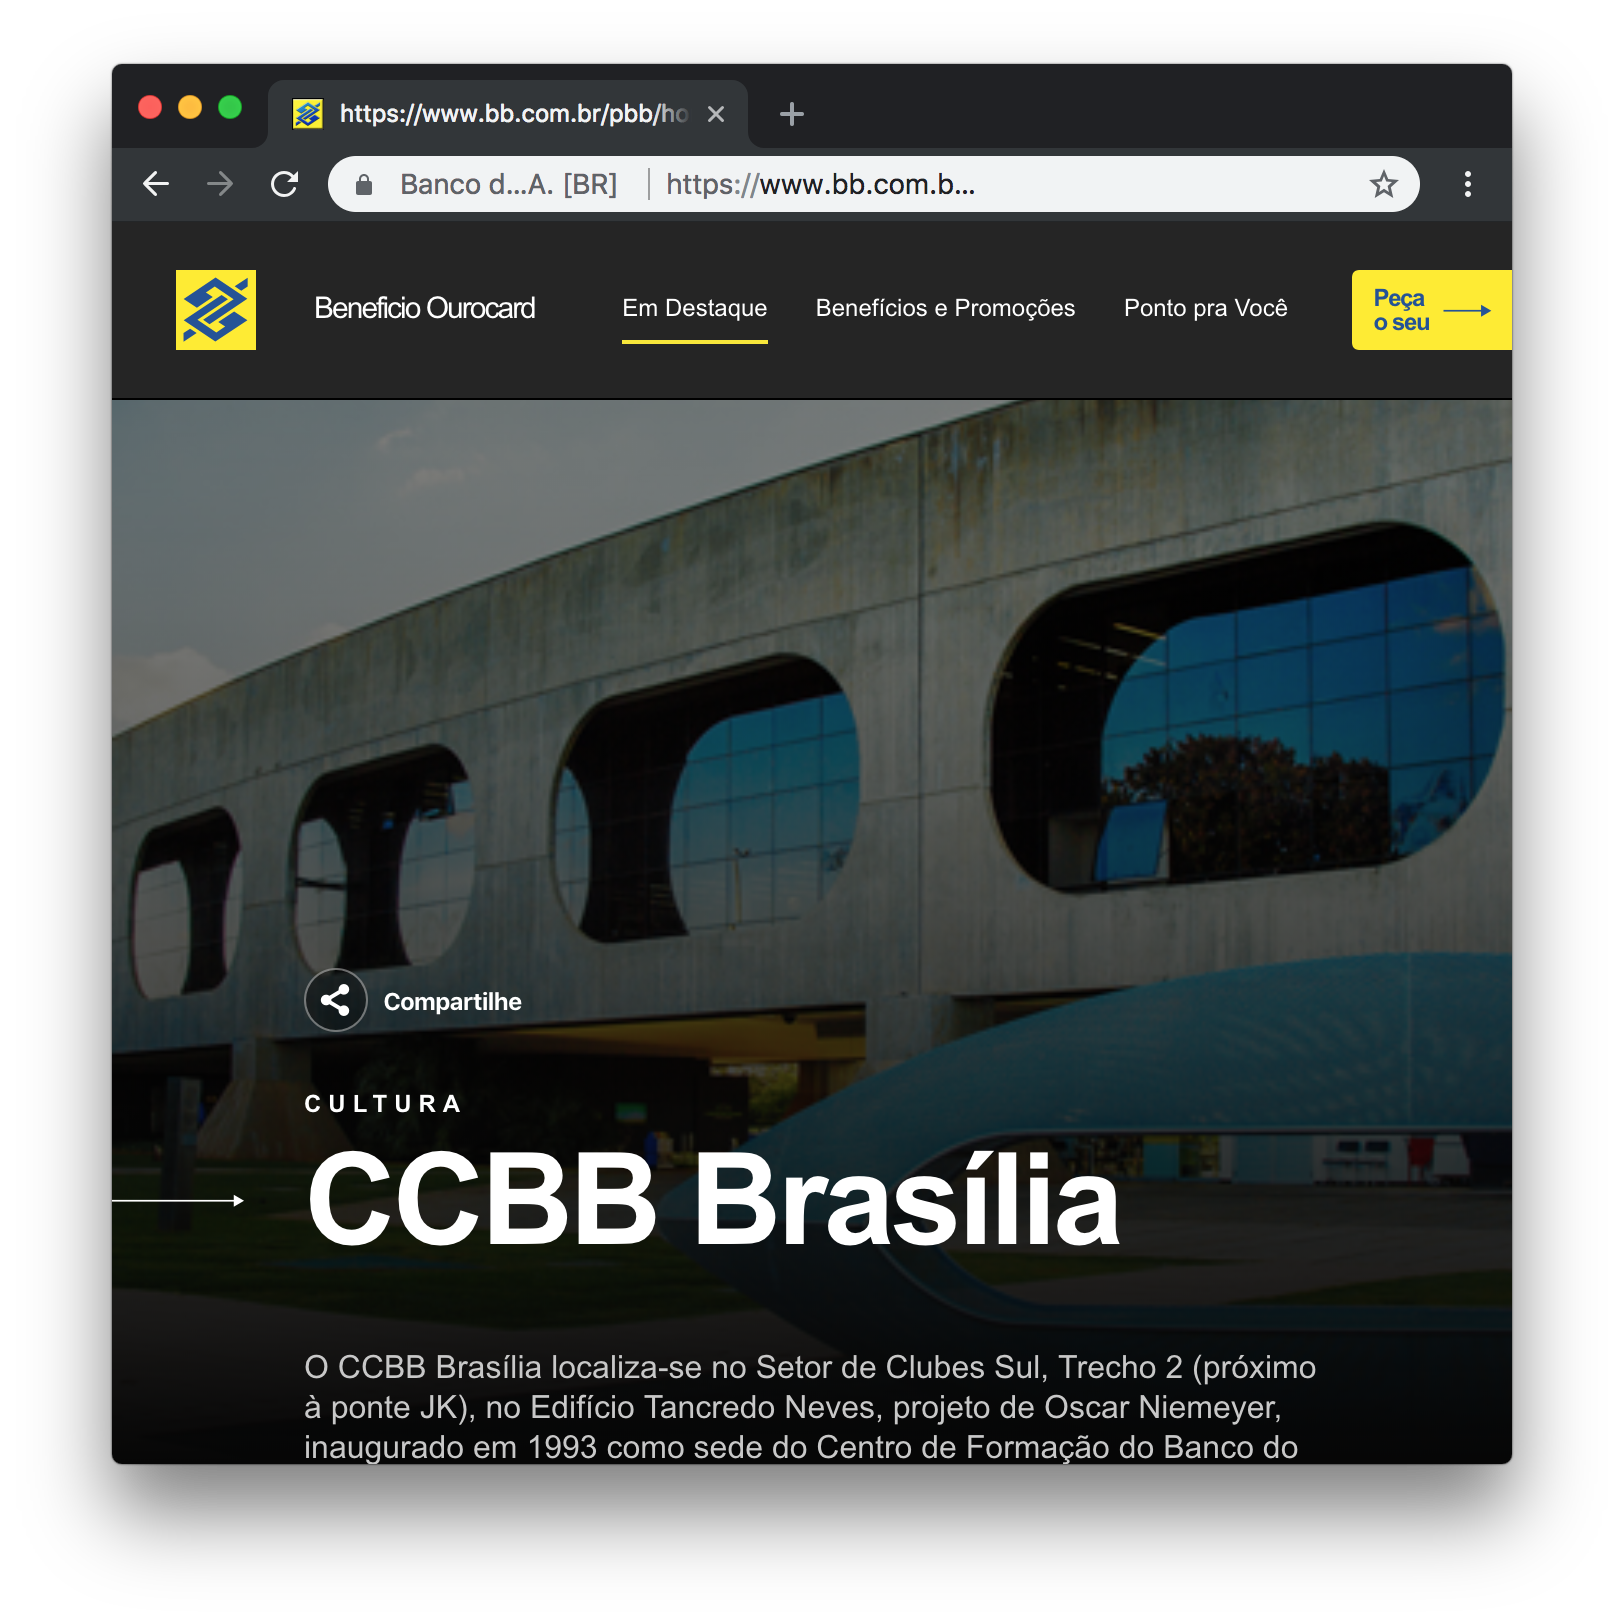 https://www.bb.com.br/pbb/ho
Banco d...A. [BR] https://www.bb.com.b...
Beneficio Ourocard
Em Destaque
Benefícios e Promoções
Ponto pra Você
Peça
o seu
Compartilhe
CULTURA
CCBB Brasília
O CCBB Brasília localiza-se no Setor de Clubes Sul, Trecho 2 (próximo
à ponte JK), no Edifício Tancredo Neves, projeto de Oscar Niemeyer,
inaugurado em 1993 como sede do Centro de Formação do Banco do